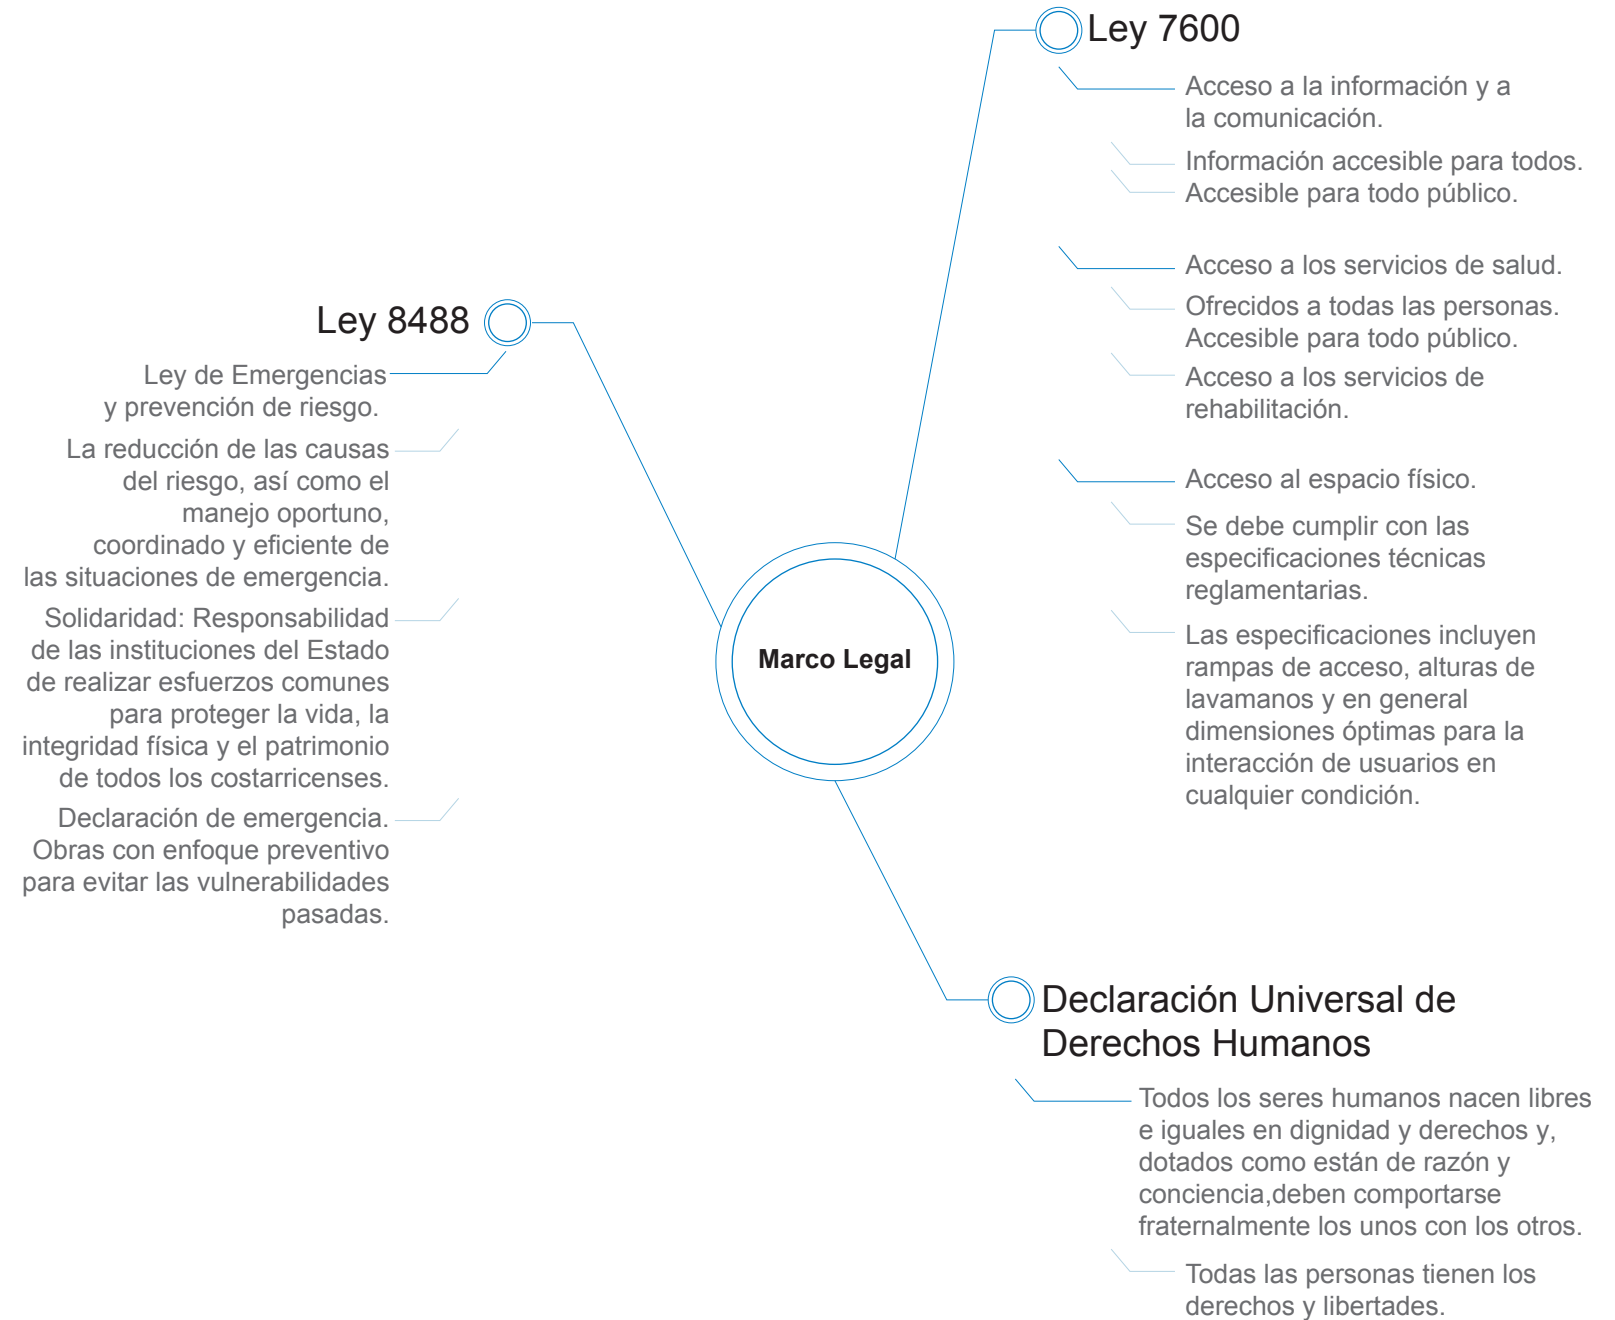 Ley 7600
Acceso a la información y a
la comunicación.
Información accesible para todos.
Accesible para todo público.
Acceso a los servicios de salud.
Ofrecidos a todas las personas.
Accesible para todo público.
Acceso a los servicios de
rehabilitación.
Acceso al espacio físico.
Se debe cumplir con las
especificaciones técnicas
reglamentarias.
Las especificaciones incluyen
rampas de acceso, alturas de
lavamanos y en general
dimensiones óptimas para la
interacción de usuarios en
cualquier condición.
Ley 8488
Ley de Emergencias
y prevención de riesgo.
La reducción de las causas
del riesgo, así como el
manejo oportuno,
coordinado y eficiente de
las situaciones de emergencia.
Solidaridad: Responsabilidad
de las instituciones del Estado
de realizar esfuerzos comunes
para proteger la vida, la
integridad física y el patrimonio
de todos los costarricenses.
Declaración de emergencia.
Obras con enfoque preventivo
para evitar las vulnerabilidades
pasadas.
Marco Legal
Declaración Universal de
Derechos Humanos
Todos los seres humanos nacen libres
e iguales en dignidad y derechos y,
dotados como están de razón y
conciencia,deben comportarse
fraternalmente los unos con los otros.
Todas las personas tienen los
derechos y libertades.